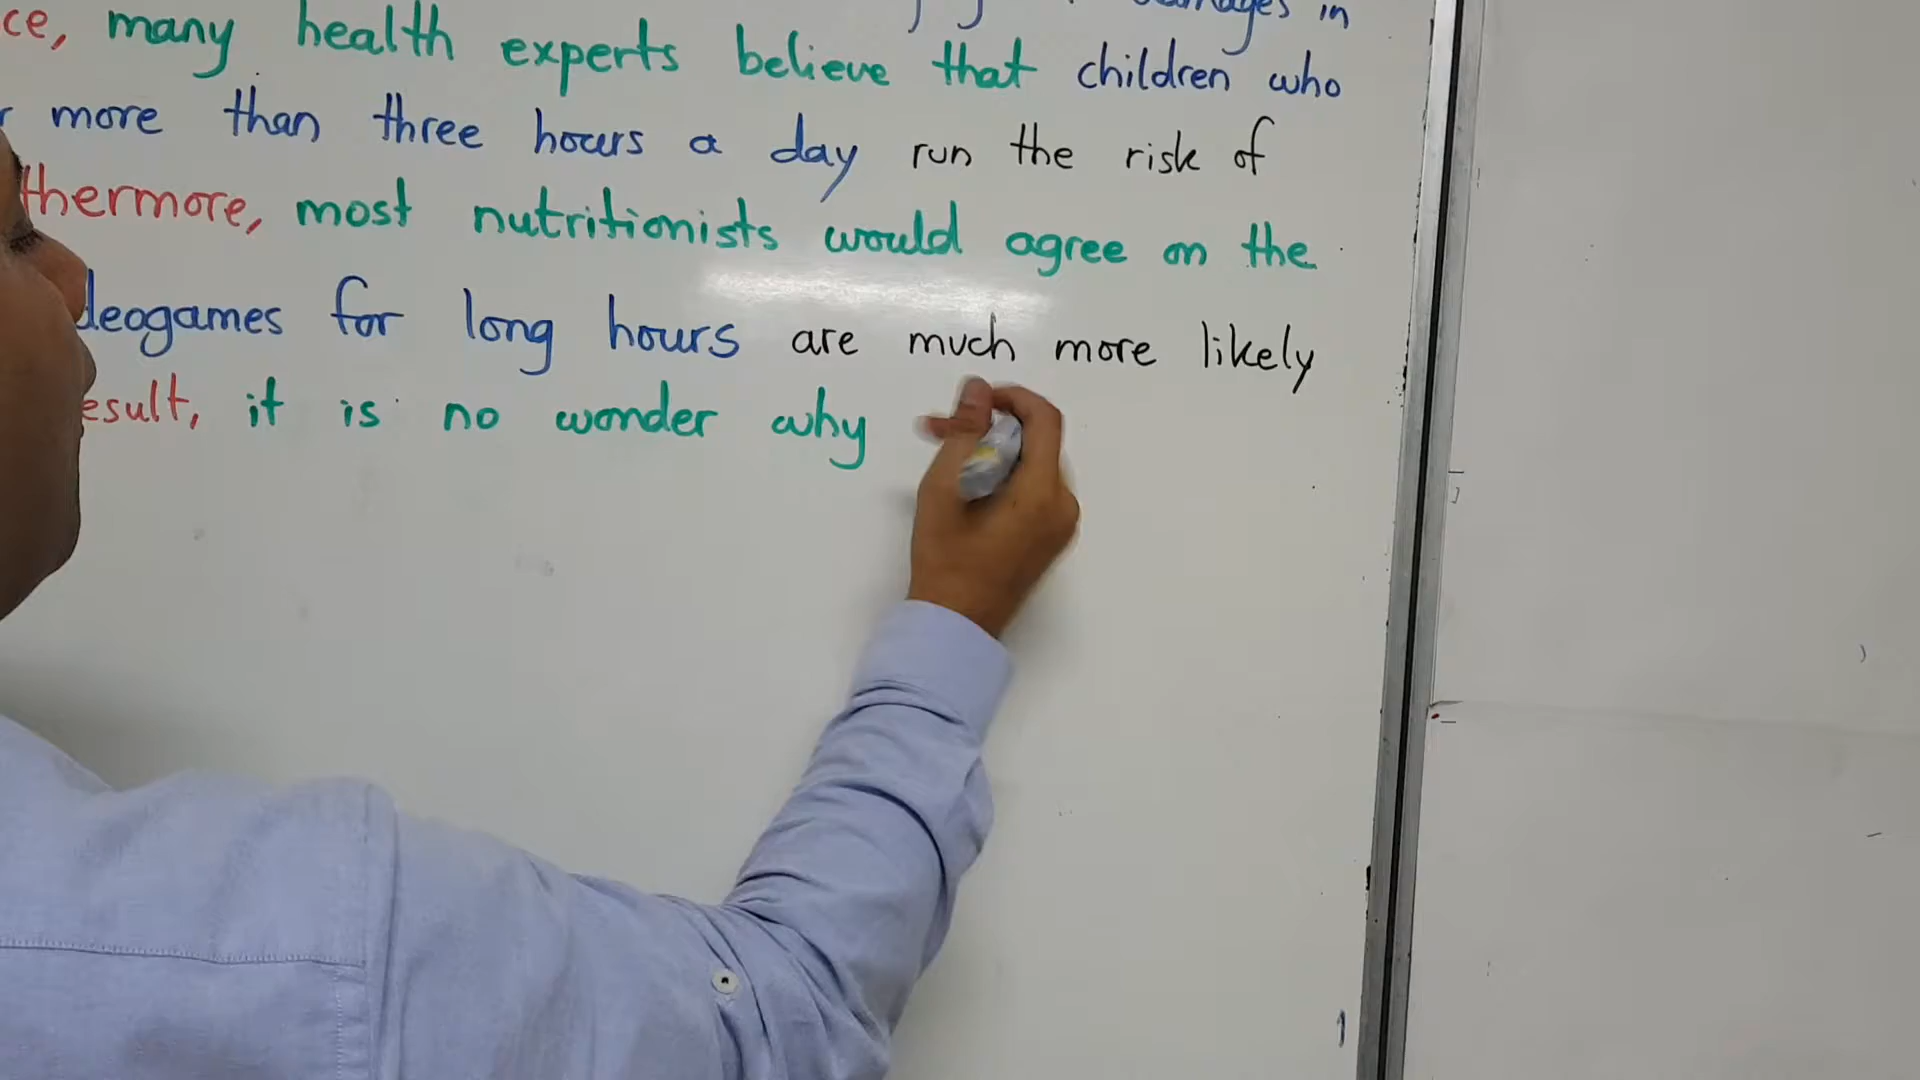 in
ce, many health experts believe that children who
more than three hours a day run the risk of
thermore, most nutritionists would agree on the
deogames for long hours are much more likely
esult, it is no wonder why